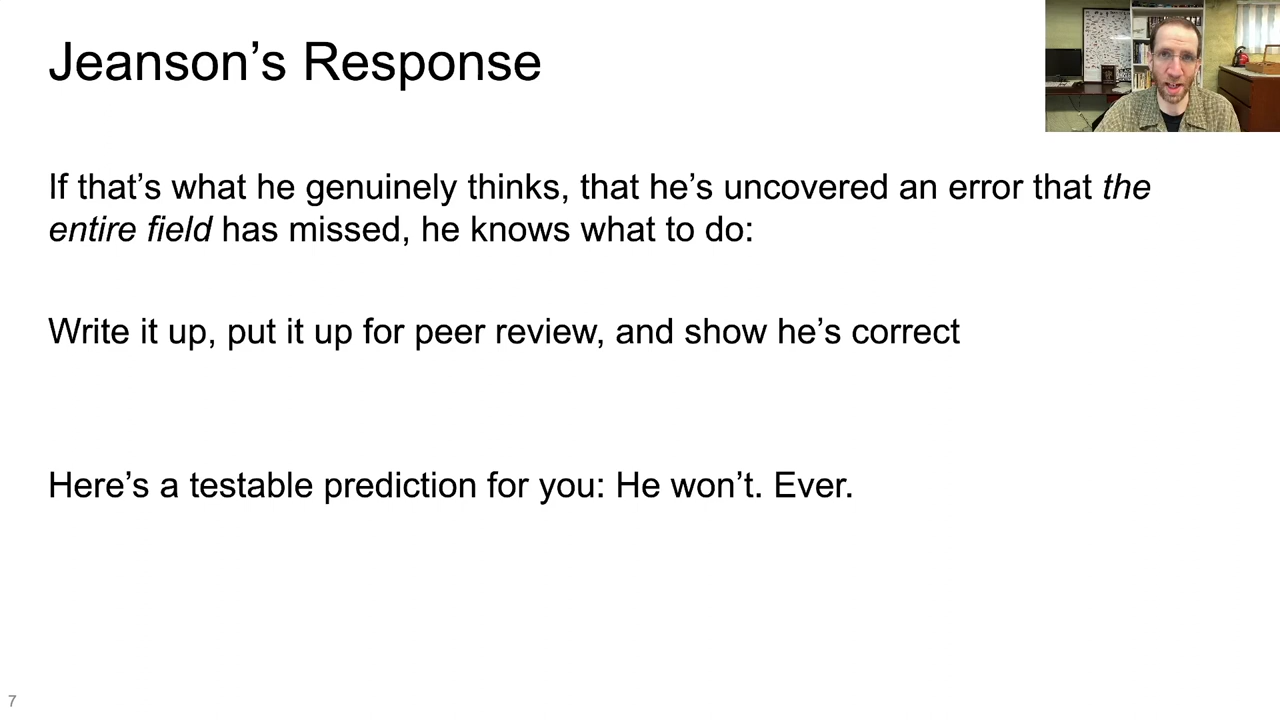 Jeanson’s Response
If that’s what he genuinely thinks, that he’s uncovered an error that the
entire field has missed, he knows what to do:
Write it up, put it up for peer review, and show he’s correct
Here’s a testable prediction for you: He won’t. Ever.
7